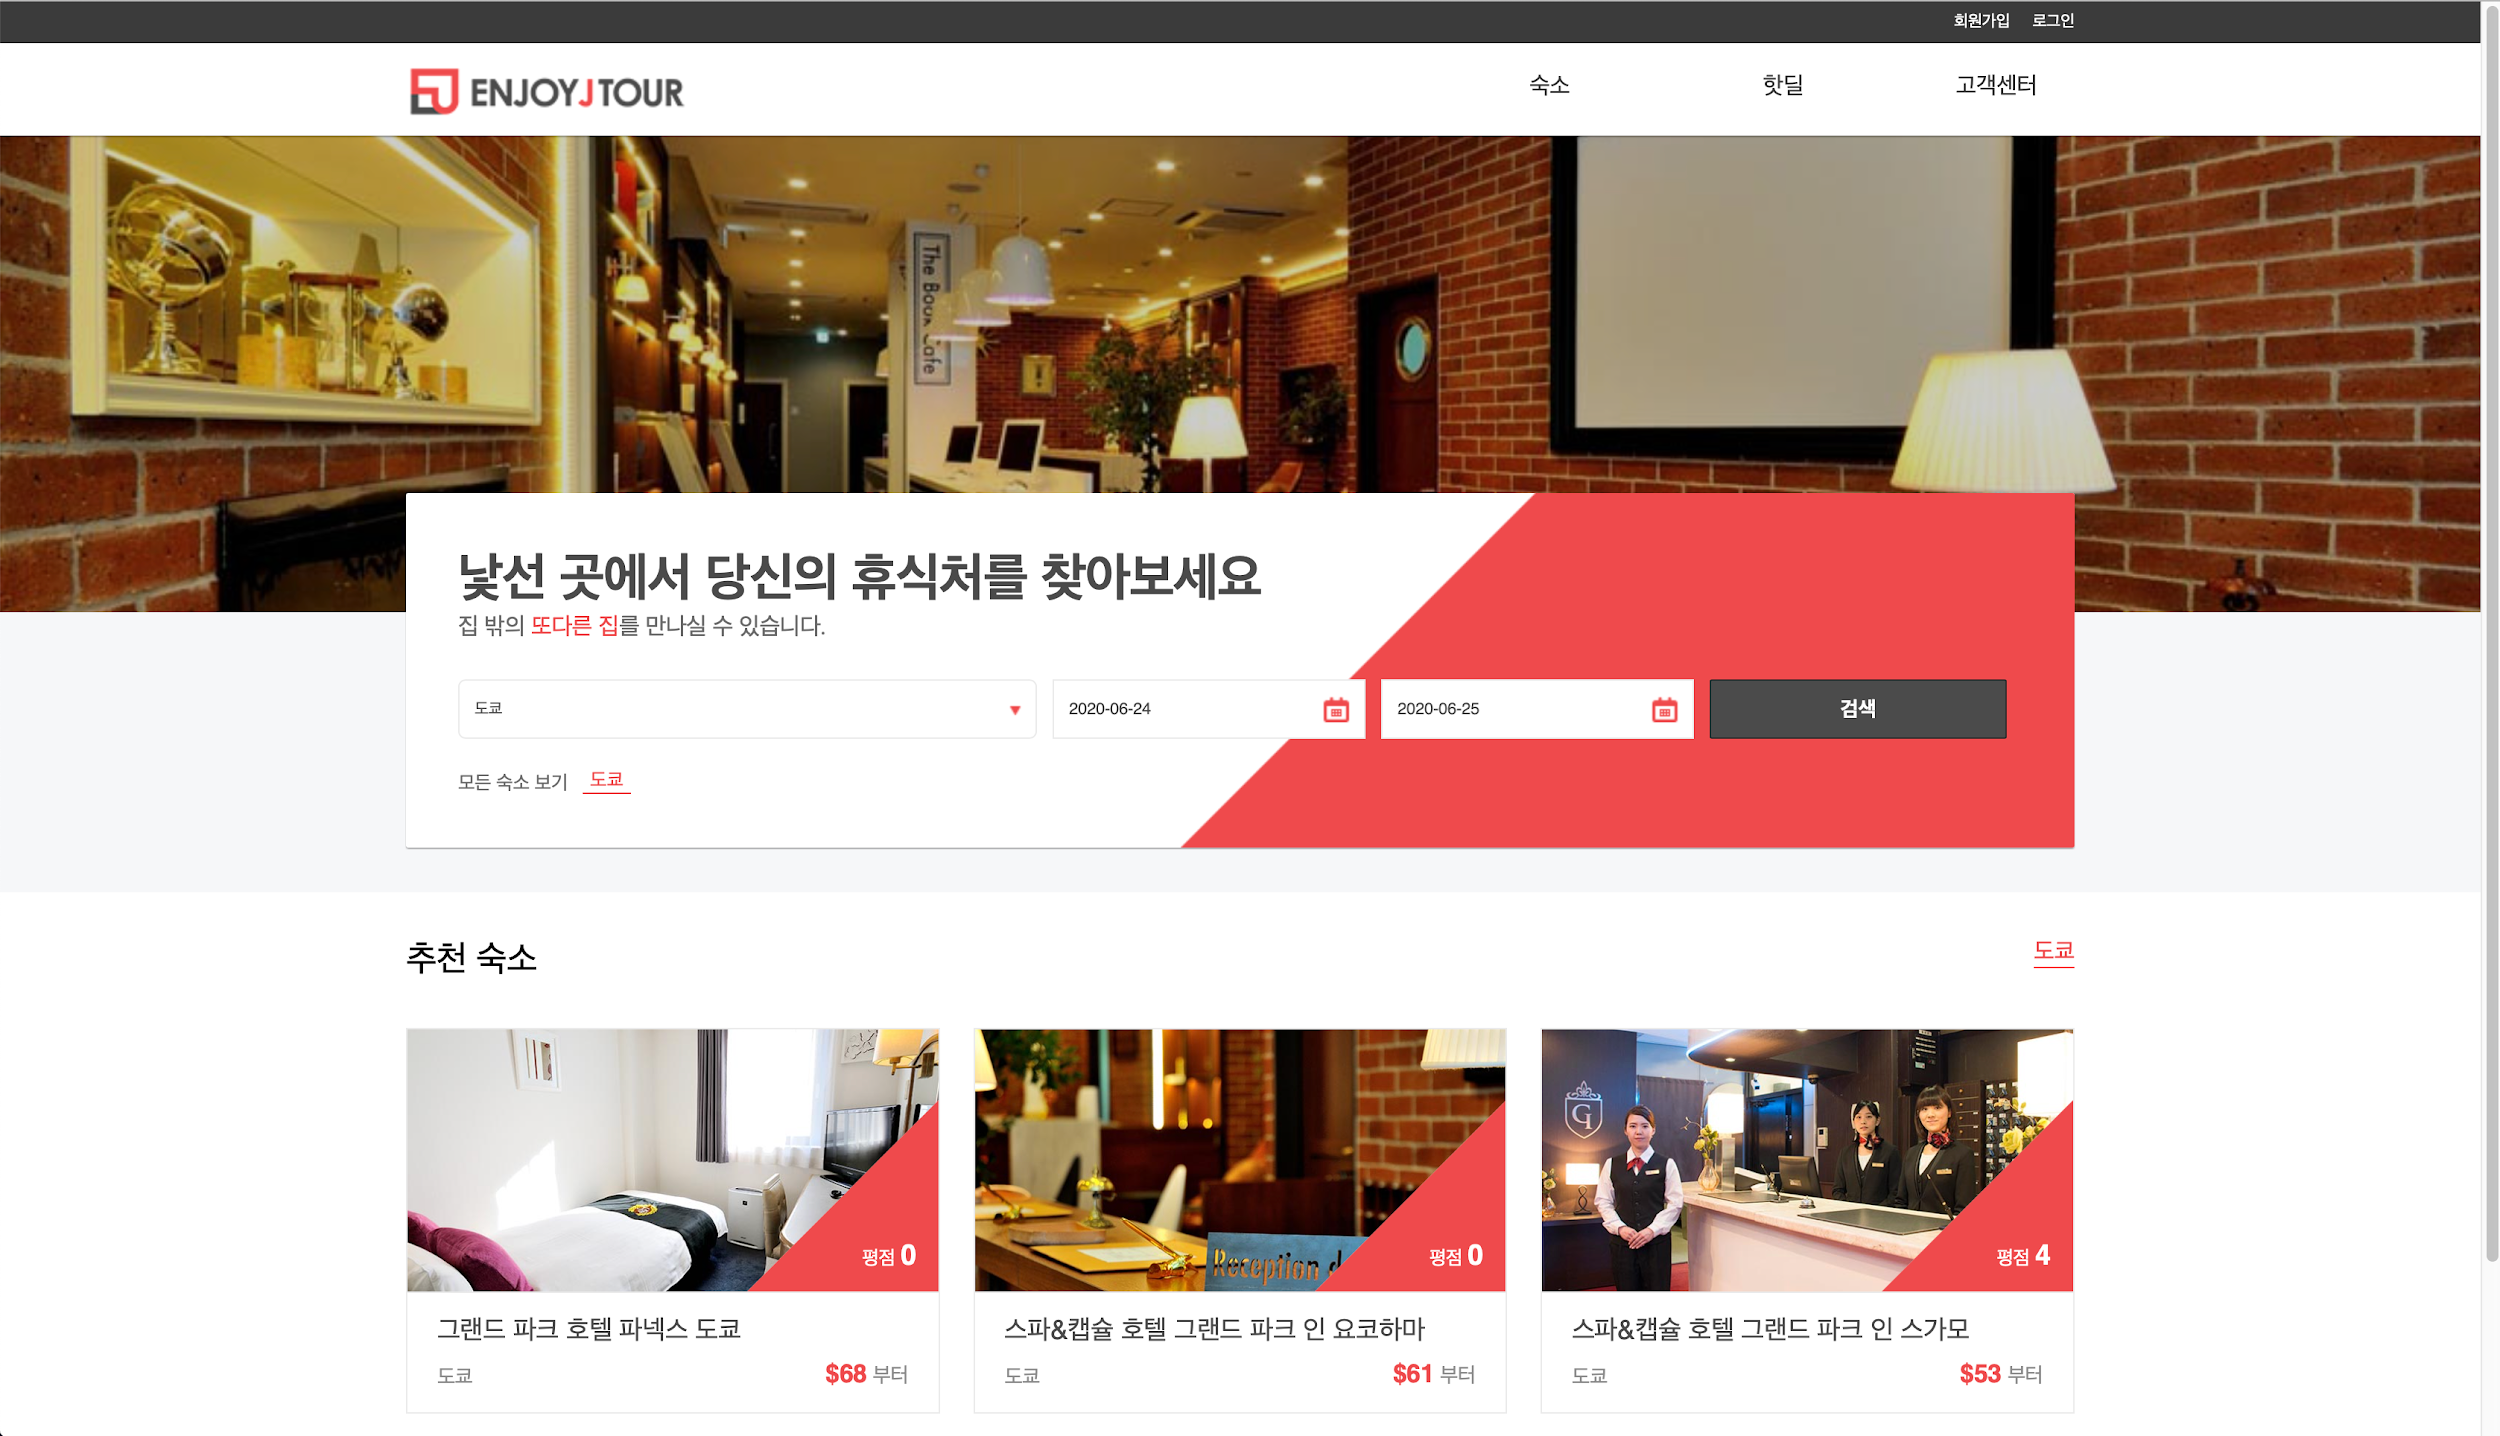 회원가입 로그인
ENJOYJTOUR
숙소 핫딜 고객센터
The Book Cafe
낯선 곳에서 당신의 휴식처를 찾아보세요
집 밖의 또다른 집를 만나실 수 있습니다.
도쿄
2020-06-24
2020-06-25
검색
모든 숙소 보기 도쿄
추천 숙소
도쿄
Reception d
평점 0
그랜드 파크 호텔 파넥스 도쿄
도쿄
$68 부터
평점 0
스파&캡슐 호텔 그랜드 파크 인 요코하마
도쿄
$61 부터
평점 4
스파&캡슐 호텔 그랜드 파크 인 스가모
도쿄
$53 부터